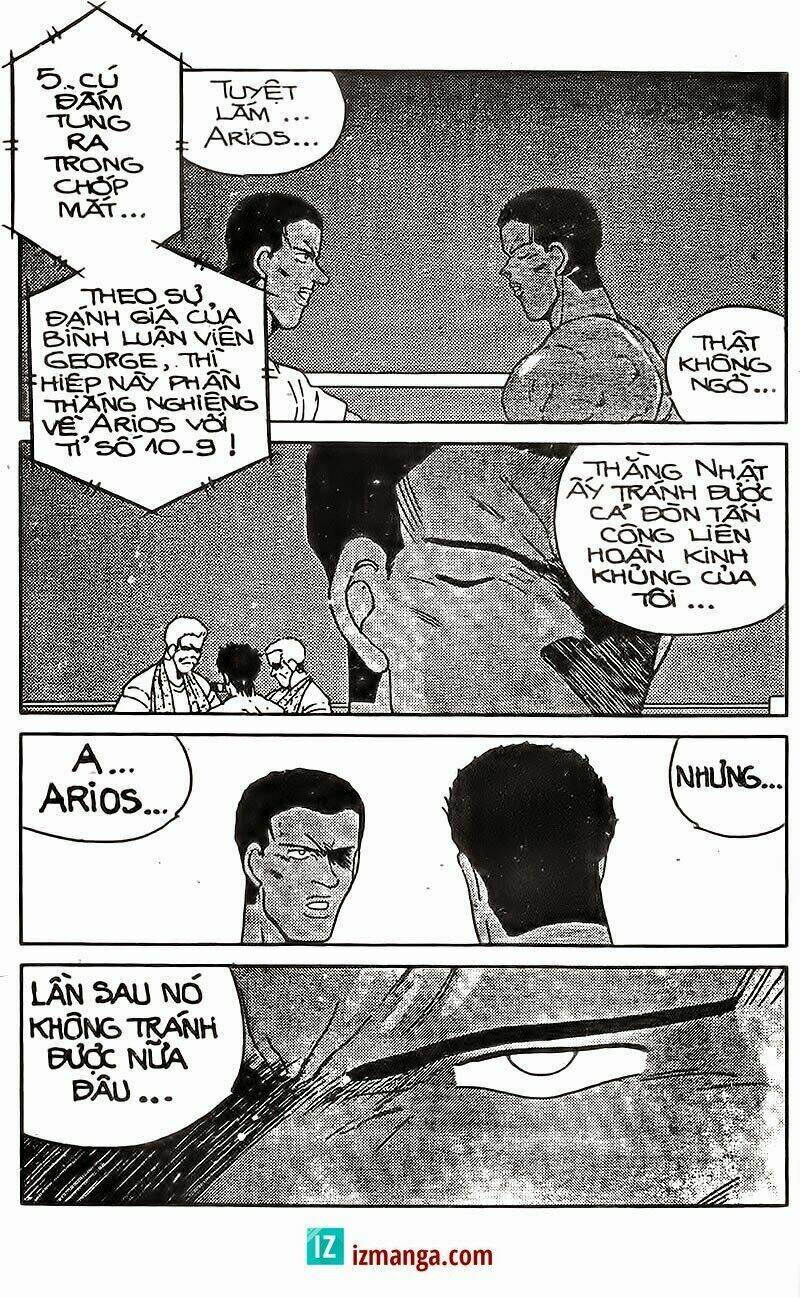 5 CÚ
ĐẤM
TUNG
RA
TRONG
CHỚP
MẮT...
TUYỆT
LẮM...
ARIOS...
THEO SỰ
ĐÁNH GIÁ CỦA
BÌNH LUẬN VIÊN
GEORGE, THÌ
HIỆP NÀY PHẦN
THẮNG NGHIÊNG
VỀ ARIOS VỚI
TỈ SỐ 10-9!
THẬT
KHÔNG
NGỜ...
THẰNG NHẬT
ẤY TRÁNH ĐƯỢC
CẢ ĐÒN TẤN
CÔNG LIÊN
HOÀN KINH
KHỦNG CỦA
TÔI...
A...
ARIOS...
NHƯNG...
LẦN SAU NÓ
KHÔNG TRÁNH
ĐƯỢC NỮA
ĐÂU...
IZ izmanga.com